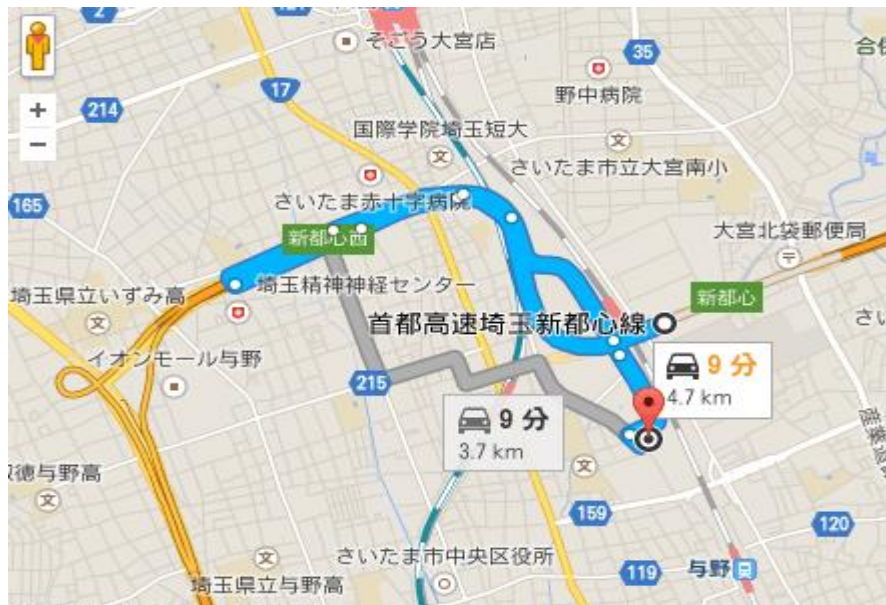 2
そごう大宮店
35
野中病院
214
17
国際学院埼玉短大
文
文
さいたま市立大宮南小
165
さいたま赤十字病院
新都心西
大宮北袋郵便局
埼玉県立いずみ高
文
埼玉精神神経センター
新都心
首都高速埼玉新都心線
さい
イオンモール与野
215
9 分
4.7 km
9 分
3.7 km
徳与野高
文
文
159
120
さいたま市中央区役所
文
埼玉県立与野高
119
与野